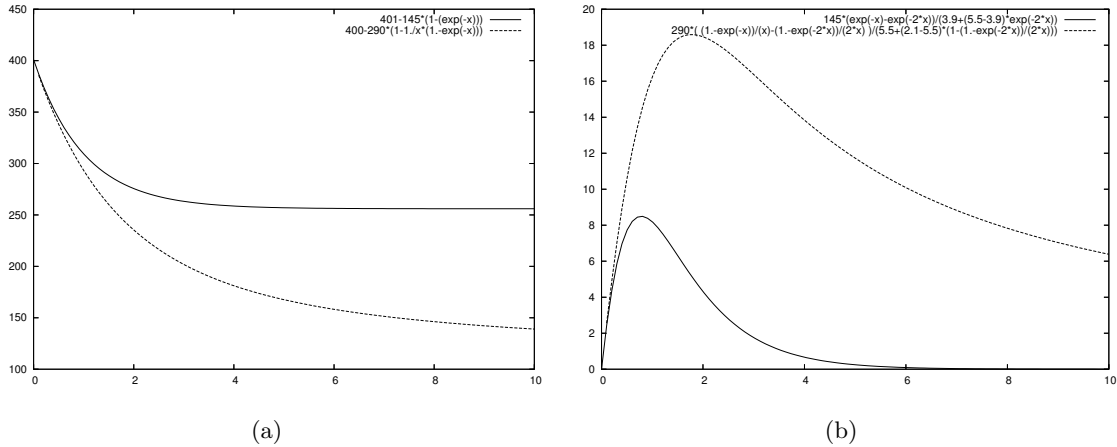 401-145*(1-(exp(-x)))
400-290*(1-1./x*(1.-exp(-x)))
450
400
350
300
250
200
150
100
0 2 4 6 8 10
(a)
145*(exp(-x)-exp(-2*x))/(3.9+(5.5-3.9)*exp(-2*x))
290*( (1.-exp(-x))/(x)-(1.-exp(-2*x))/(2*x) )/(5.5+(2.1-5.5)*(1-(1.-exp(-2*x))/(2*x)))
20
18
16
14
12
10
8
6
4
2
0
0 2 4 6 8 10
(b)